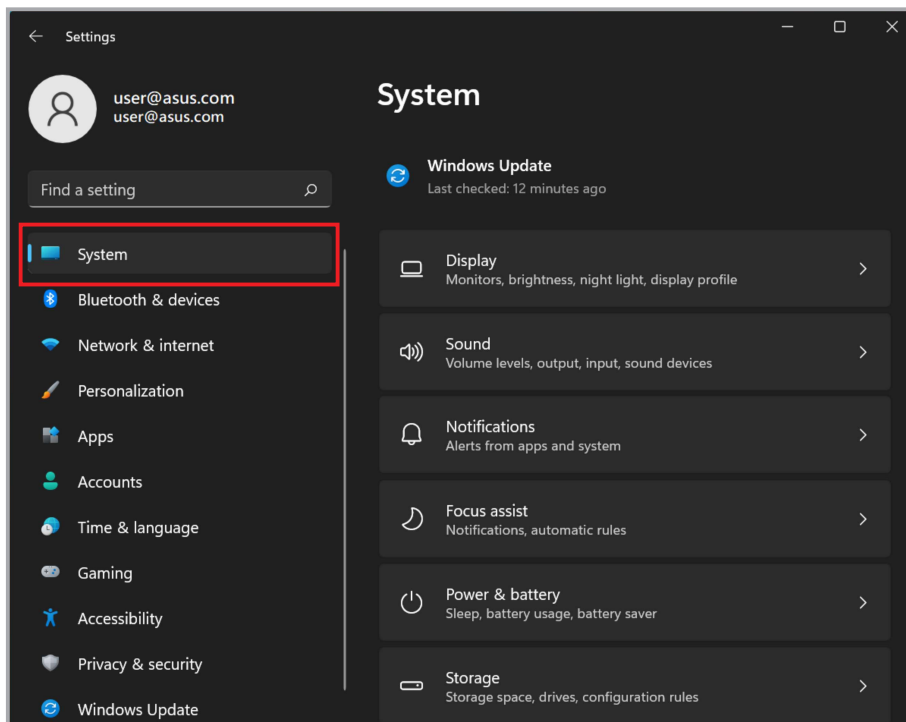 Settings
user@asus.com
user@asus.com
Find a setting
System
Bluetooth & devices
Network & internet
Personalization
Apps
Accounts
Time & language
Gaming
Accessibility
Privacy & security
Windows Update
System
Windows Update
Last checked: 12 minutes ago
Display
Monitors, brightness, night light, display profile
Sound
Volume levels, output, input, sound devices
Notifications
Alerts from apps and system
Focus assist
Notifications, automatic rules
Power & battery
Sleep, battery usage, battery saver
Storage
Storage space, drives, configuration rules